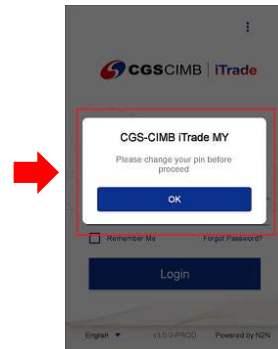 CGSCIMB | iTrade
CGS-CIMB iTrade MY
Please change your pin before
proceed
OK
Remember Me Forgot Password?
Login
English v3.0.0-PROD Powered by N2N